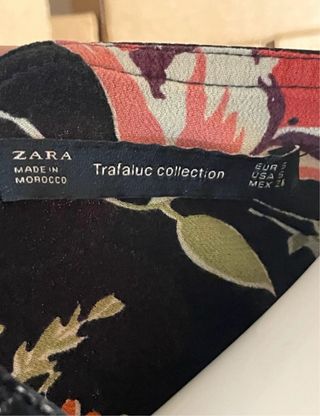 ZARA
MADE IN
MOROCCO
Trafaluc collection
EUR S
USA S
MEX 26